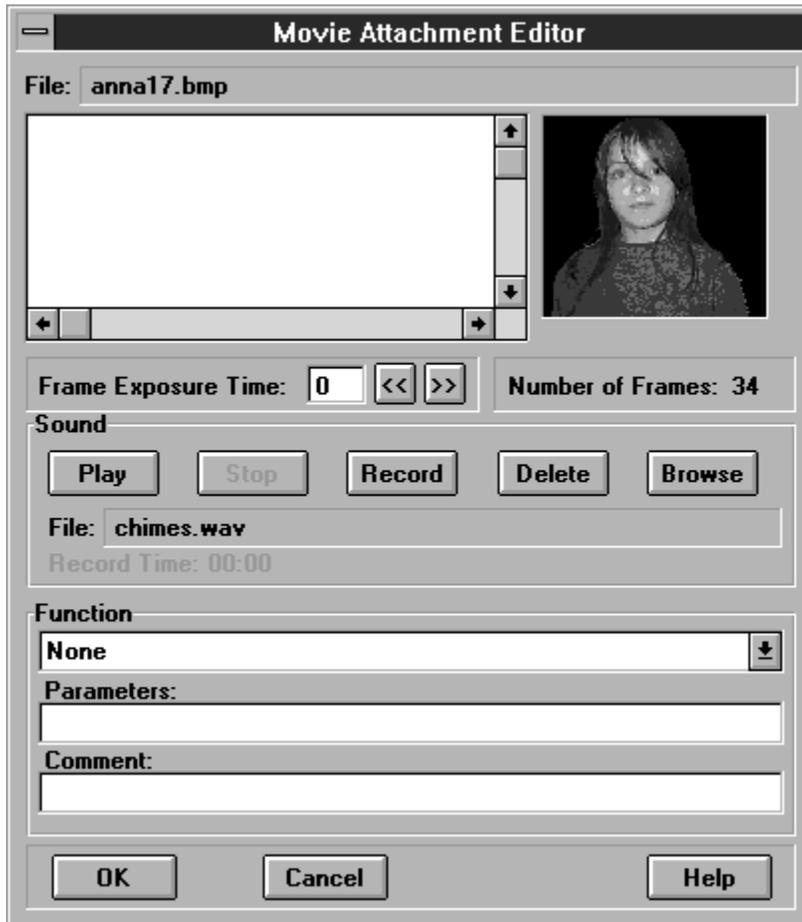 Movie Attachment Editor
File: anna17.bmp
Frame Exposure Time: 0 << >> Number of Frames: 34
Sound
Play Stop Record Delete Browse
File: chimes.wav
Record Time: 00:00
Function
None
Parameters:
Comment:
OK Cancel Help